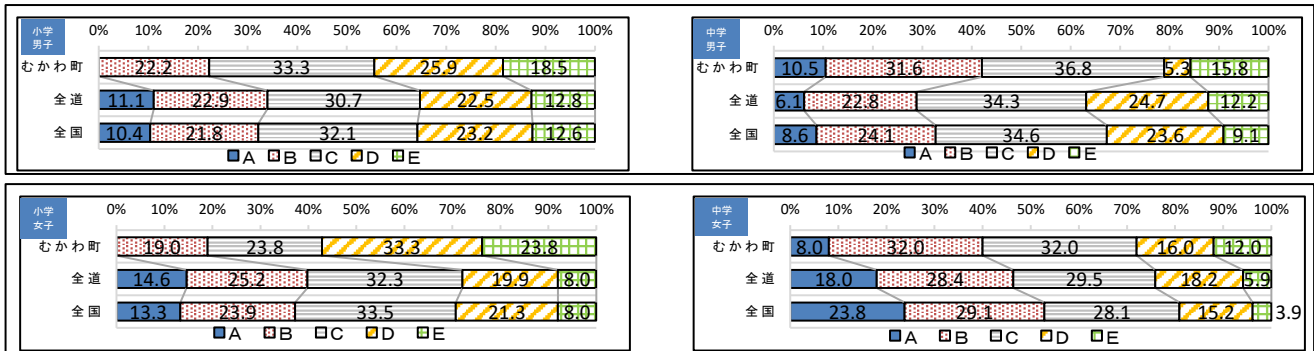 小学
男子
0% 10% 20% 30% 40% 50% 60% 70% 80% 90% 100%
むかわ町 22.2 33.3 25.9 18.5
全道 11.1 22.9 30.7 22.5 12.8
全国 10.4 21.8 32.1 23.2 12.6
A B C D E
中学
男子
0% 10% 20% 30% 40% 50% 60% 70% 80% 90% 100%
むかわ町 10.5 31.6 36.8 5.3 15.8
全道 6.1 22.8 34.3 24.7 12.2
全国 8.6 24.1 34.6 23.6 9.1
A B C D E
小学
女子
0% 10% 20% 30% 40% 50% 60% 70% 80% 90% 100%
むかわ町 19.0 23.8 33.3 23.8
全道 14.6 25.2 32.3 19.9 8.0
全国 13.3 23.9 33.5 21.3 8.0
A B C D E
中学
女子
0% 10% 20% 30% 40% 50% 60% 70% 80% 90% 100%
むかわ町 8.0 32.0 32.0 16.0 12.0
全道 18.0 28.4 29.5 18.2 5.9
全国 23.8 29.1 28.1 15.2 3.9
A B C D E